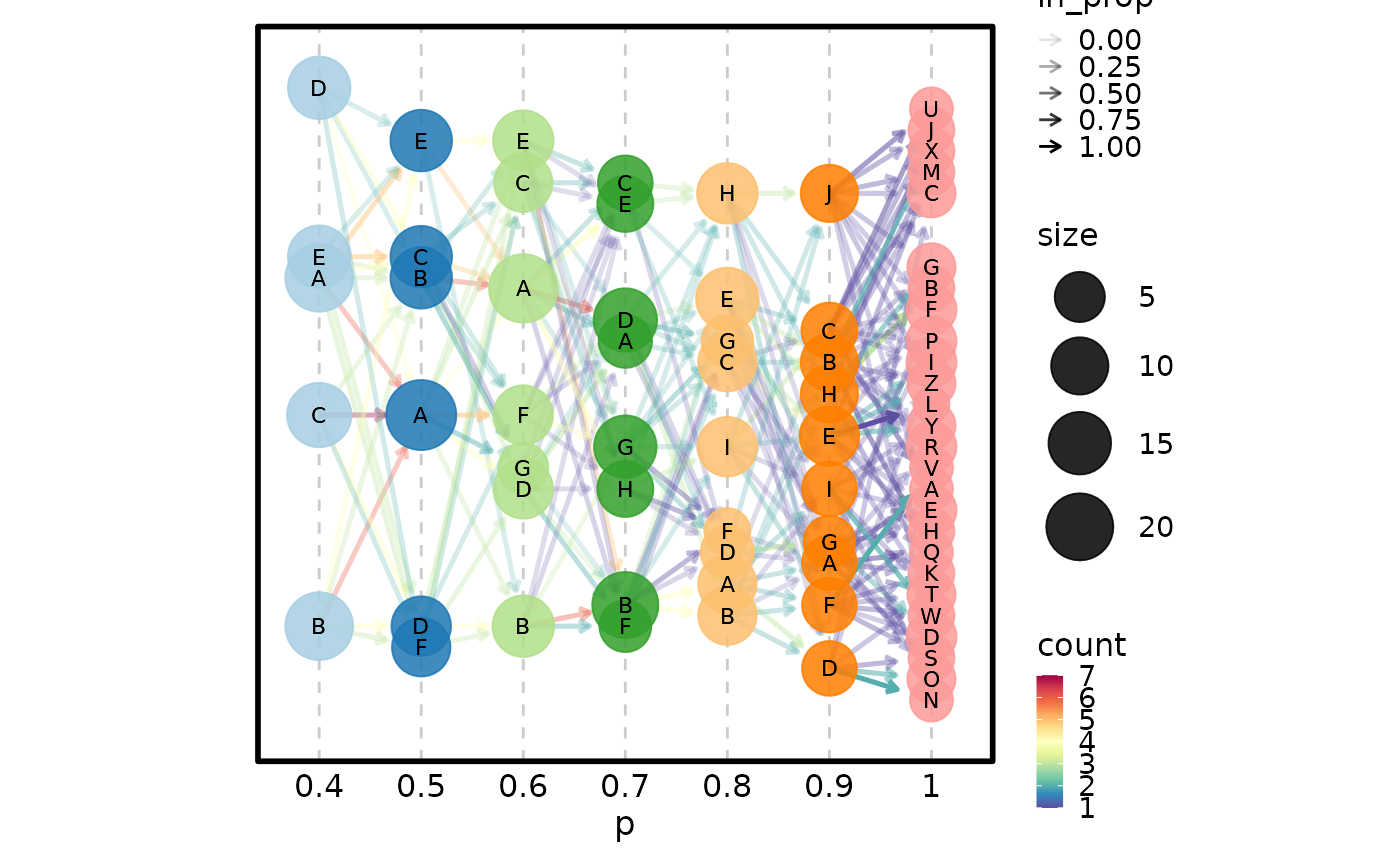 D
E
A
C
B
E
C
B
A
D
F
E
C
A
F
G
D
B
C
E
D
A
G
H
B
F
H
E
G
C
I
F
D
A
B
J
C
B
H
E
I
G
A
F
D
U
J
X
M
C
G
B
F
P
I
Z
L
Y
R
V
A
E
H
Q
K
T
W
D
S
O
N
0.4 0.5 0.6 0.7 0.8 0.9 1
p
in_prop
0.00
0.25
0.50
0.75
1.00
size
5
10
15
20
count
7
6
5
4
3
2
1